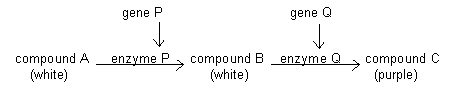 gene P gene Q
compound A enzyme P compound B enzyme Q compound C
(white) (white) (purple)